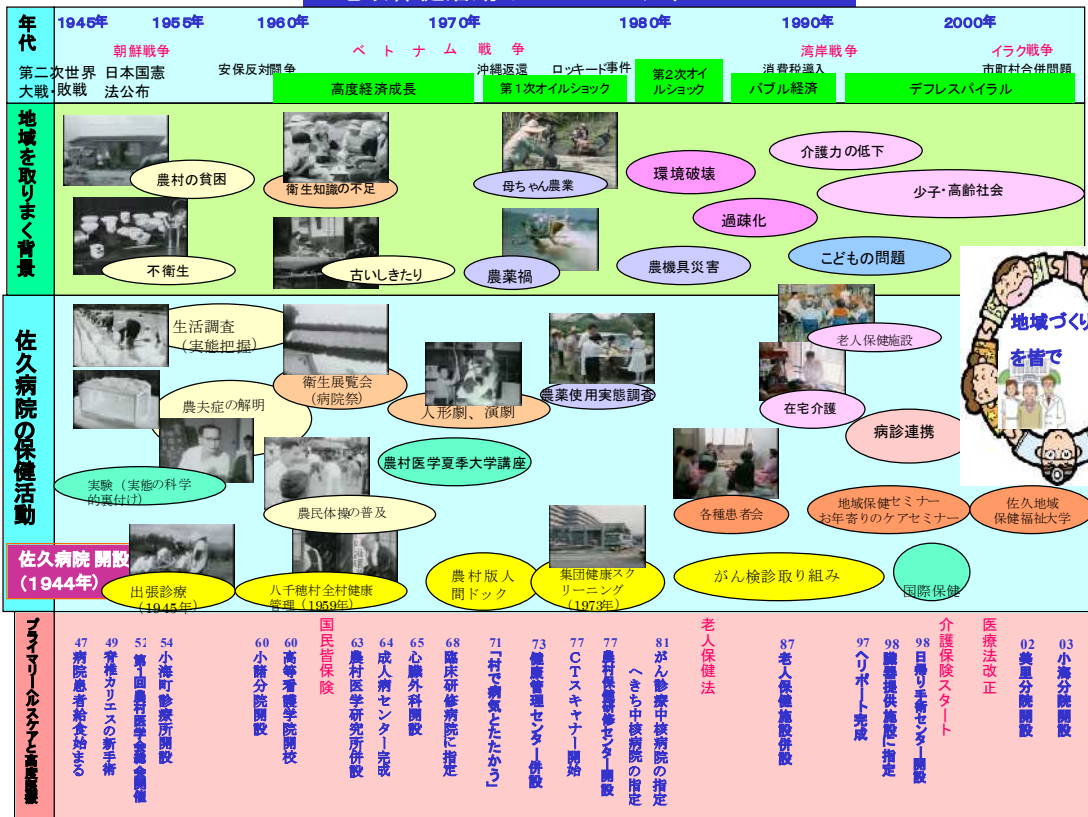 年代
1945年 1955年 1960年 1970年 1980年 1990年 2000年
朝鮮戦争 ベトナム戦争 湾岸戦争 イラク戦争
第二次世界
大戦・敗戦
日本国憲
法公布
安保反対闘争
沖縄返還
ロッキード事件
消費税導入
市町村合併問題
高度経済成長
第1次オイルショック
第2次オイ
ルショック
バブル経済
デフレスパイラル
地域を取りまく背景
農村の貧困
衛生知識の不足
母ちゃん農業
環境破壊
介護力の低下
少子・高齢社会
過疎化
不衛生
古いしきたり
農薬禍
農機具災害
こどもの問題
佐久病院の保健活動
生活調査
(実態把握)
衛生展覧会
(病院祭)
農夫症の解明
人形劇、演劇
農薬使用実態調査
老人保健施設
在宅介護
病診連携
地域づくり
を皆で
実験(実態の科学
的裏付け)
農村医学夏季大学講座
農民体操の普及
各種患者会
地域保健セミナー
お年寄りのケアセミナー
佐久地域
保健福祉大学
佐久病院 開設
(1944年)
出張診療
(1945年)
八千穂村全村健康
管理(1959年)
農村版人
間ドック
集団健康スク
リーニング
(1973年)
がん検診取り組み
国際保健
プライマリーヘルスケアと高度医療
47 病院患者給食始まる
49 脊椎カリエスの新手術
52 第1回農村医学会総会開催
54 小海町診療所開設
60 小諸分院開設
60 高等看護学院開校
国民皆保険
63 農村医学研究所併設
64 成人病センター完成
65 心臓外科開設
68 臨床研修病院に指定
71 「村で病気とたたかう」
73 健康管理センター併設
77 CTスキャナー開始
77 農村保健研修センター開設
へき地中核病院の指定
81 がん診療中核病院の指定
老人保健法
87 老人保健施設併設
97 ヘリポート完成
98 臓器提供施設に指定
98 日帰り手術センター開設
介護保険スタート
医療法改正
02 美里分院開設
03 小海分院開設